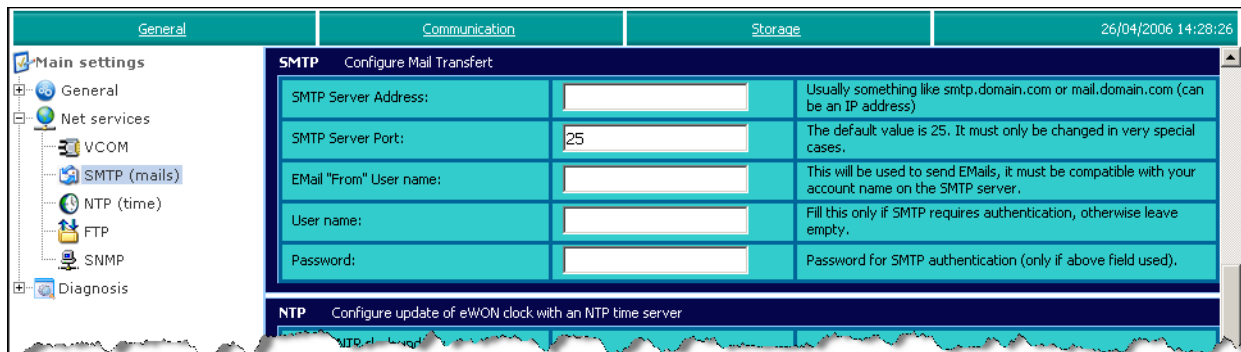 General Communication Storage 26/04/2006 14:28:26
Main settings
General
Net services
VCOM
SMTP (mails)
NTP (time)
FTP
SNMP
Diagnosis
SMTP Configure Mail Transfert
SMTP Server Address:
Usually something like smtp.domain.com or mail.domain.com (can
be an IP address)
SMTP Server Port:
25
The default value is 25. It must only be changed in very special
cases.
EMail "From" User name:
This will be used to send EMails, it must be compatible with your
account name on the SMTP server.
User name:
Fill this only if SMTP requires authentication, otherwise leave
empty.
Password:
Password for SMTP authentication (only if above field used).
NTP Configure update of eWON clock with an NTP time server